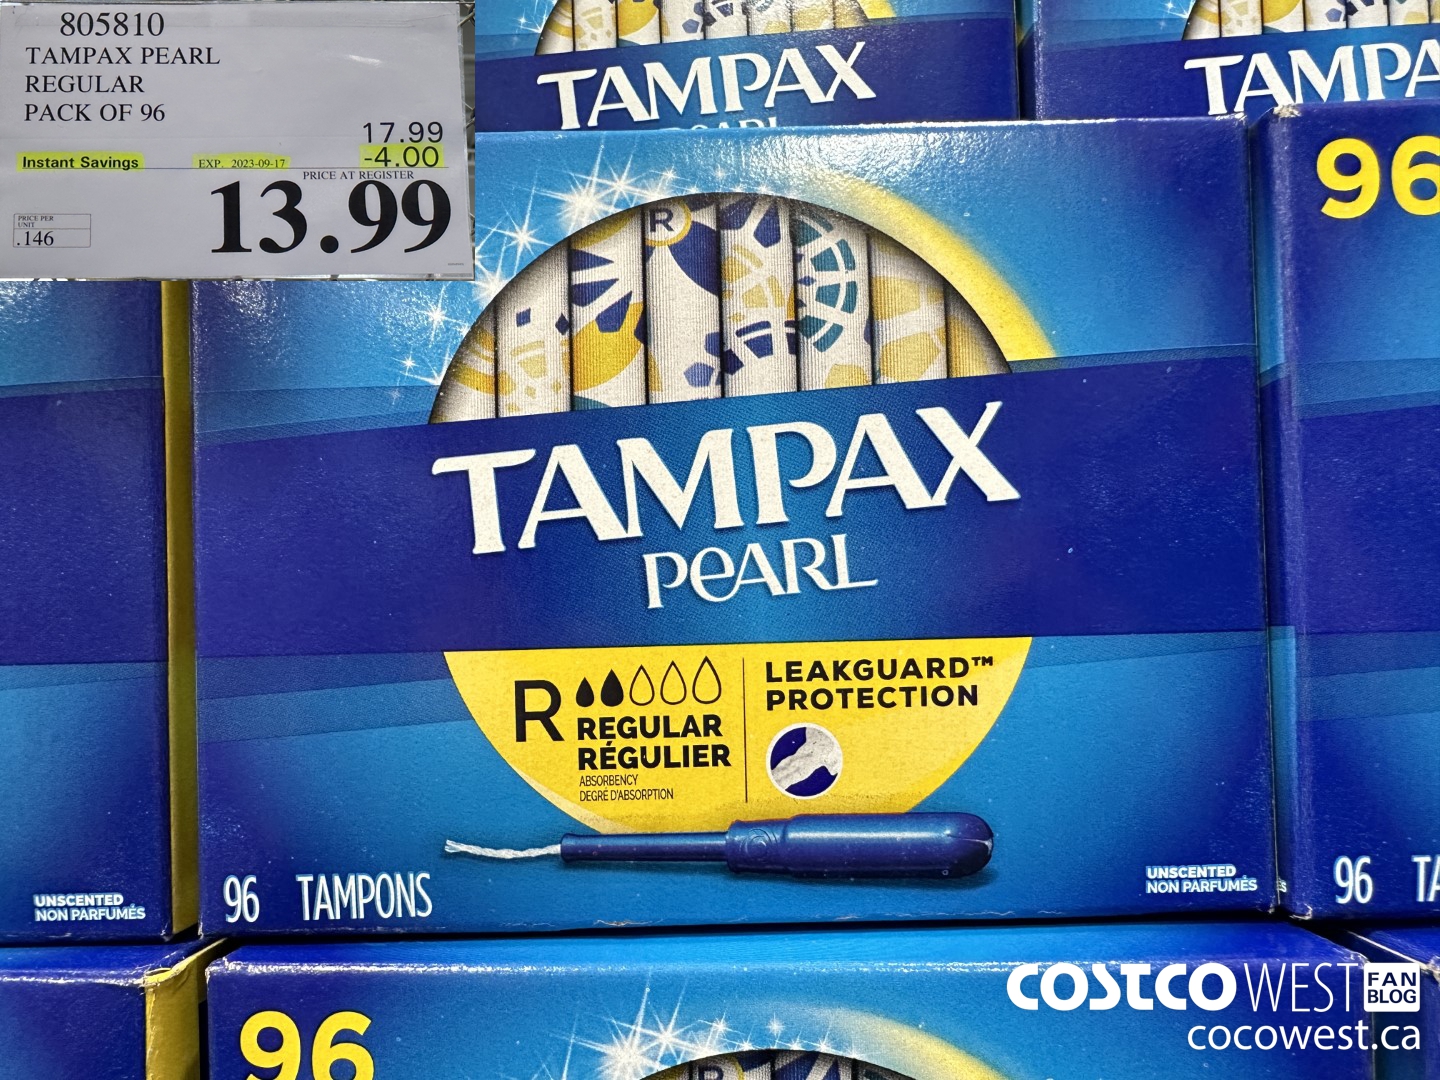 805810
TAMPAX PEARL
REGULAR
PACK OF 96
17.99
Instant Savings
EXP. 2023-09-17
-4.00
PRICE AT REGISTER
13.99
PRICE PER
UNIT
.146
TAMPAX
PEARL
TAMPA
96
R
TAMPAX
PEARL
R
REGULAR
RÉGULIER
ABSORBENCY
DEGRÉ D'ABSORPTION
LEAKGUARD™
PROTECTION
UNSCENTED
NON PARFUMÉS
96 TAMPONS
UNSCENTED
NON PARFUMÉS
96 TA
96
R
COSTCO WEST FAN BLOG
cocowest.ca